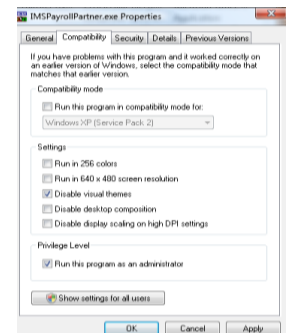 IMSPayrollPartner.exe Properties
General Compatibility Security Details Previous Versions
If you have problems with this program and it worked correctly on
an earlier version of Windows, select the compatibility mode that
matches that earlier version.
Compatibility mode
Run this program in compatibility mode for:
Windows XP (Service Pack 2)
Settings
Run in 256 colors
Run in 640 x 480 screen resolution
Disable visual themes
Disable desktop composition
Disable display scaling on high DPI settings
Privilege Level
Run this program as an administrator
Show settings for all users
OK Cancel Apply